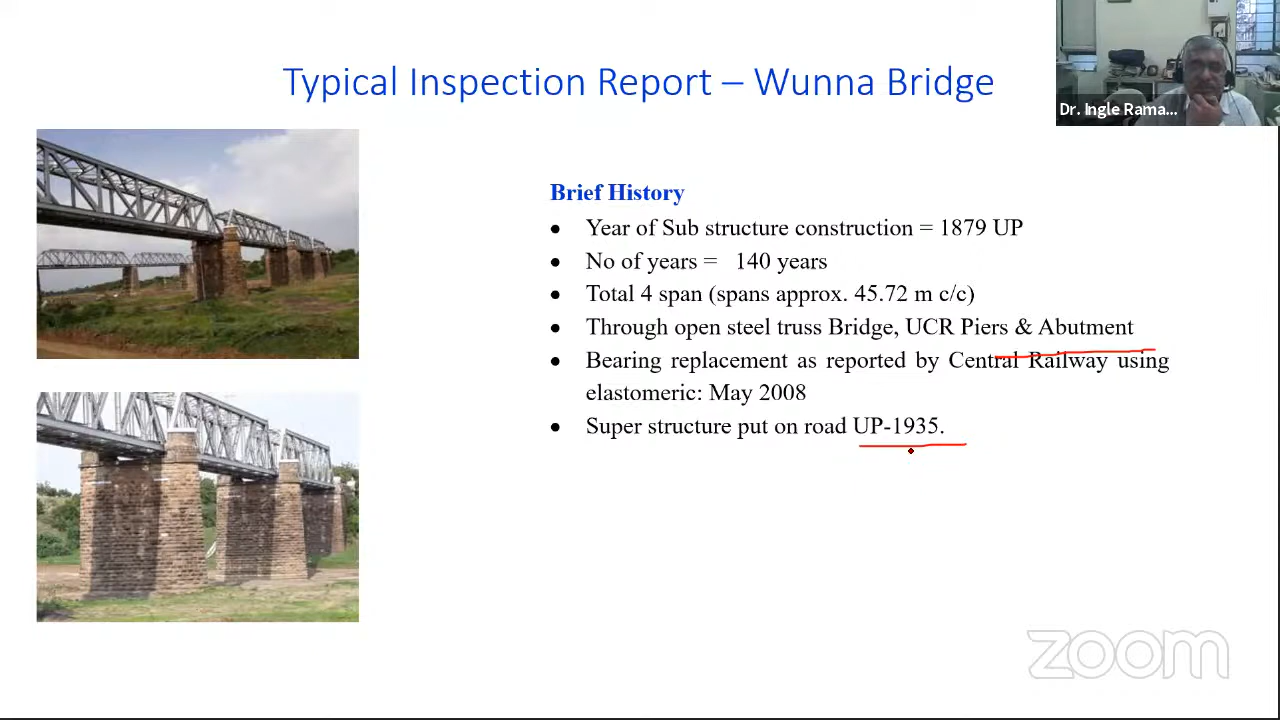 Typical Inspection Report – Wunna Bridge
Dr. Ingle Rama...
Brief History
• Year of Sub structure construction = 1879 UP
• No of years = 140 years
• Total 4 span (spans approx. 45.72 m c/c)
• Through open steel truss Bridge, UCR Piers & Abutment
• Bearing replacement as reported by Central Railway using
elastomeric: May 2008
• Super structure put on road UP-1935.
zoom